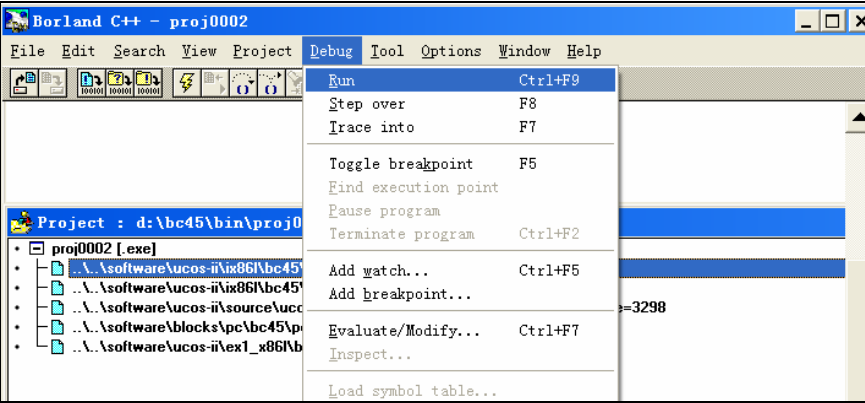 Borland C++ - proj0002
File Edit Search View Project Debug Tool Options Window Help
Run Ctrl+F9
Step over F8
Trace into F7
Toggle breakpoint F5
Find execution point
Pause program
Terminate program Ctrl+F2
Add watch... Ctrl+F5
Add breakpoint...
Evaluate/Modify... Ctrl+F7
Inspect...
Load symbol table...
Project : d:\bc45\bin\proj0
proj0002 [.exe]
..\..\software\ucos-ii\ix86l\bc45\
..\..\software\ucos-ii\ix86l\bc45\
..\..\software\ucos-ii\source\ucc e=3298
..\..\software\blocks\pc\bc45\p
..\..\software\ucos-ii\ex1_x86l\b